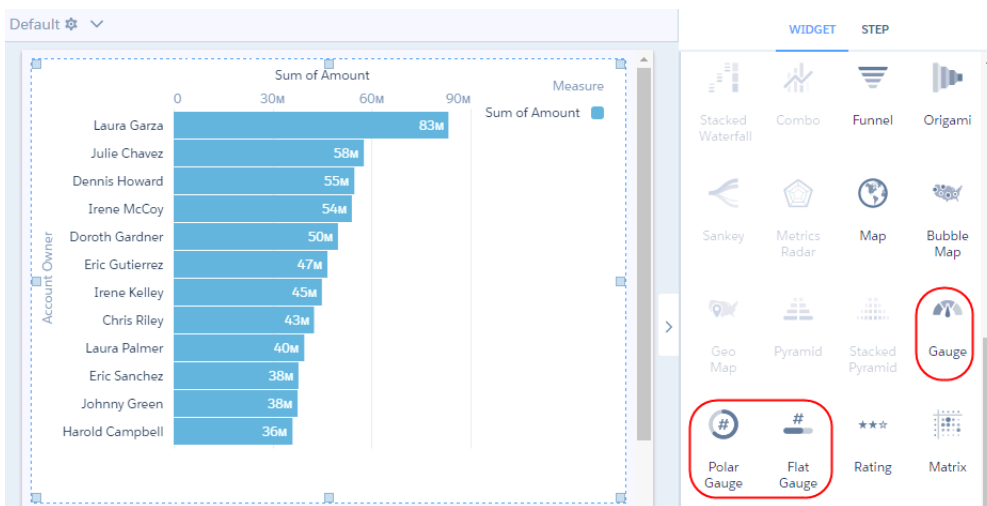 Default
WIDGET STEP
Sum of Amount
0 30M 60M 90M
Measure
Sum of Amount
Account Owner
Laura Garza 83M
Julie Chavez 58M
Dennis Howard 55M
Irene McCoy 54M
Doroth Gardner 50M
Eric Gutierrez 47M
Irene Kelley 45M
Chris Riley 43M
Laura Palmer 40M
Eric Sanchez 38M
Johnny Green 38M
Harold Campbell 36M
Stacked
Waterfall
Combo
Funnel
Origami
Sankey
Metrics
Radar
Map
Bubble
Map
Geo
Map
Pyramid
Stacked
Pyramid
Gauge
#
Polar
Gauge
#
Flat
Gauge
Rating
Matrix